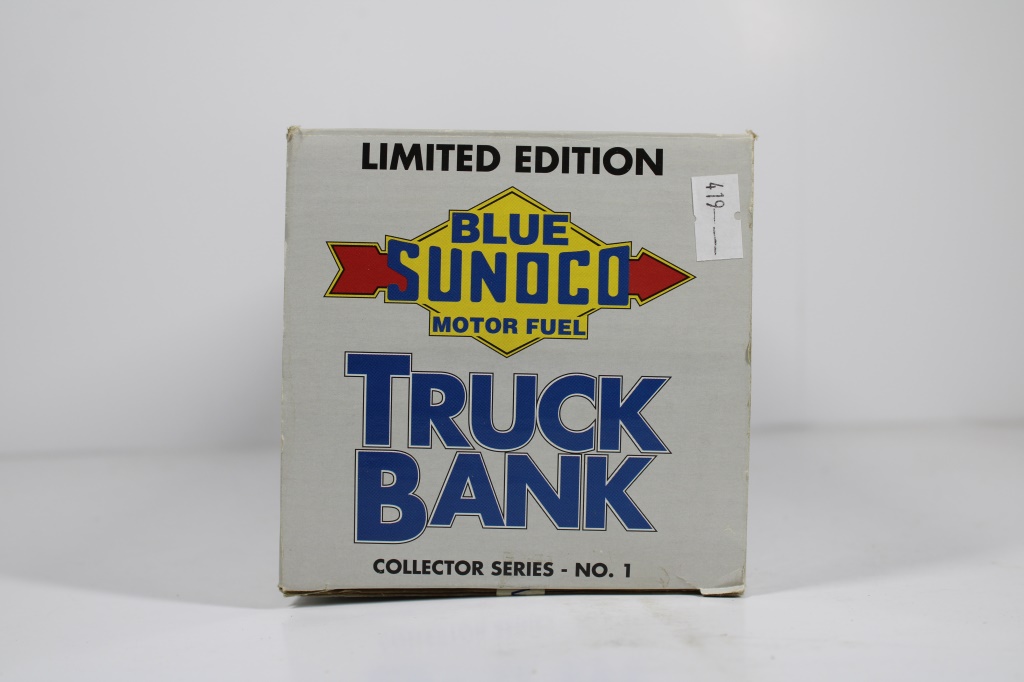 LIMITED EDITION
419--
BLUE
SUNOCO
MOTOR FUEL
TRUCK
BANK
COLLECTOR SERIES - NO. 1